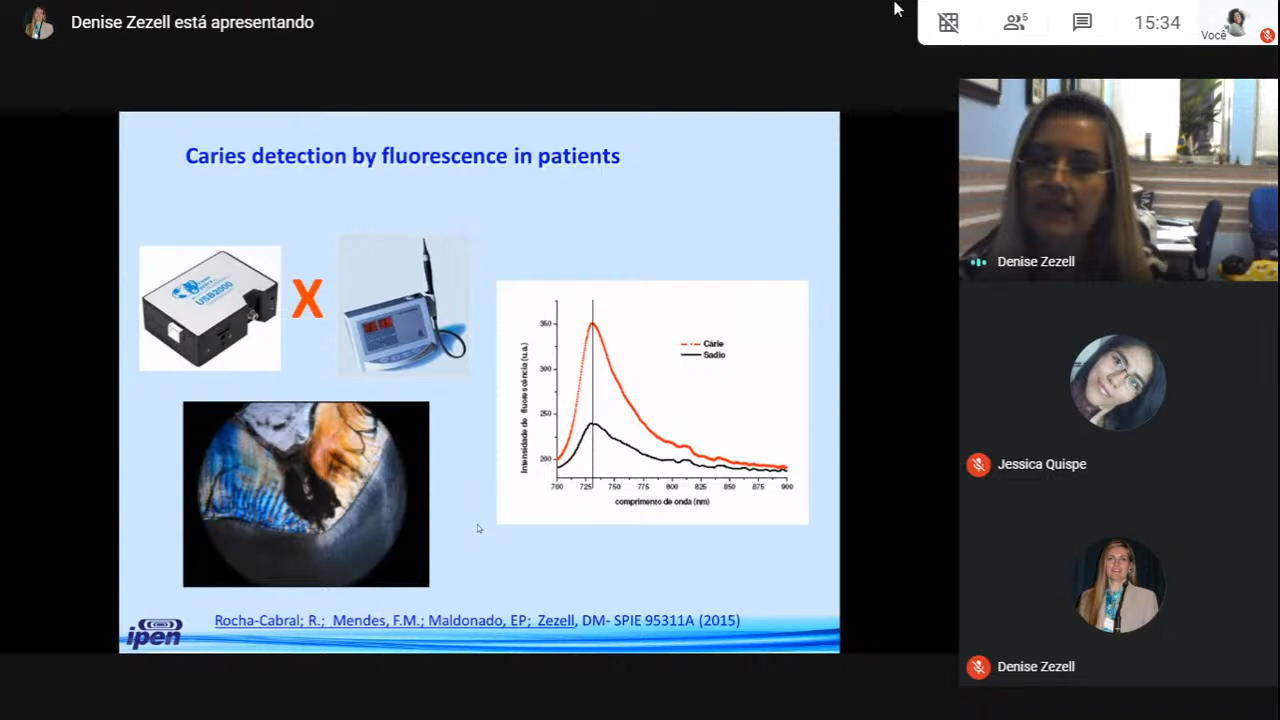 Denise Zezell está apresentando
5
15:34
Você
Caries detection by fluorescence in patients
USB2000
X
350
300
250
200
Intensidade de fluorescência (u.a.)
Cárie
Sadio
700 725 750 775 800 825 850 875 900
comprimento de onda (nm)
Rocha-Cabral; R.; Mendes, F.M.; Maldonado, EP; Zezell, DM- SPIE 95311A (2015)
ipen
Denise Zezell
Jessica Quispe
Denise Zezell